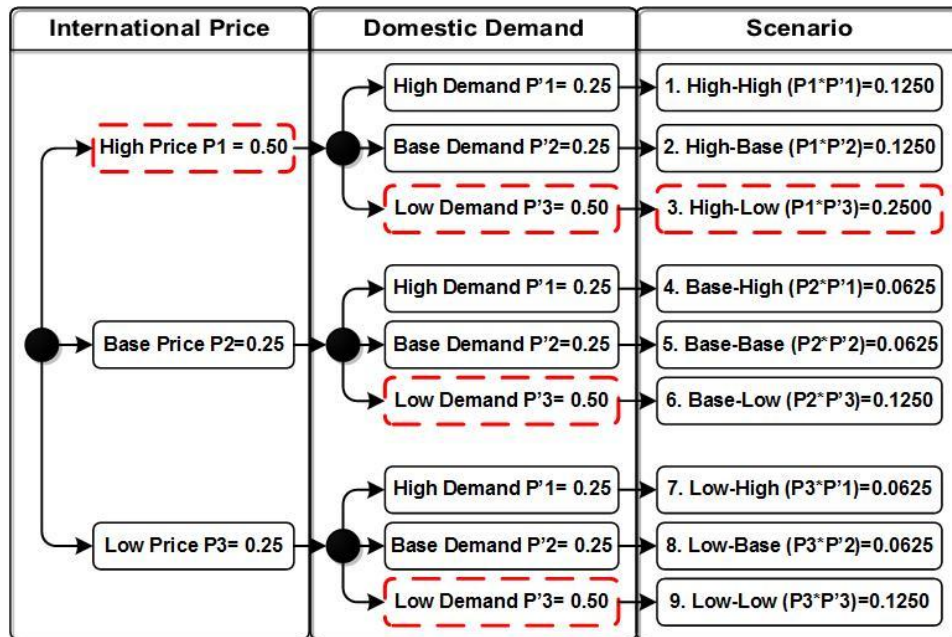 International Price
Domestic Demand
Scenario
High Price P1 = 0.50
High Demand P'1= 0.25
1. High-High (P1*P'1)=0.1250
Base Demand P'2=0.25
2. High-Base (P1*P'2)=0.1250
Low Demand P'3= 0.50
3. High-Low (P1*P'3)=0.2500
Base Price P2=0.25
High Demand P'1= 0.25
4. Base-High (P2*P'1)=0.0625
Base Demand P'2=0.25
5. Base-Base (P2*P'2)=0.0625
Low Demand P'3= 0.50
6. Base-Low (P2*P'3)=0.1250
Low Price P3= 0.25
High Demand P'1= 0.25
7. Low-High (P3*P'1)=0.0625
Base Demand P'2= 0.25
8. Low-Base (P3*P'2)=0.0625
Low Demand P'3= 0.50
9. Low-Low (P3*P'3)=0.1250